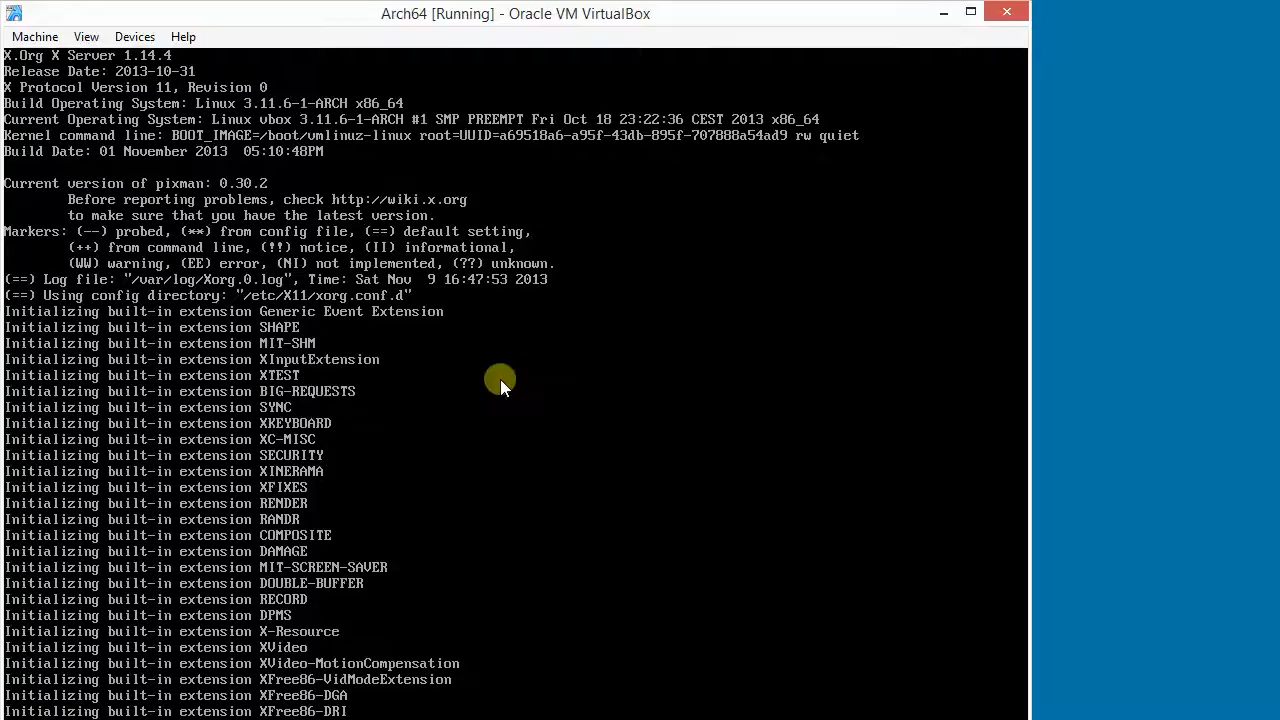 Arch64 [Running] - Oracle VM VirtualBox
Machine View Devices Help
X.Org X Server 1.14.4
Release Date: 2013-10-31
X Protocol Version 11, Revision 0
Build Operating System: Linux 3.11.6-1-ARCH x86_64
Current Operating System: Linux vbox 3.11.6-1-ARCH #1 SMP PREEMPT Fri Oct 18 23:22:36 CEST 2013 x86_64
Kernel command line: BOOT_IMAGE=/boot/vmlinuz-linux root=UUID=a69518a6-a95f-43db-895f-707888a54ad9 rw quiet
Build Date: 01 November 2013  05:10:48PM
Current version of pixman: 0.30.2
Before reporting problems, check http://wiki.x.org
to make sure that you have the latest version.
Markers: (--) probed, (**) from config file, (==) default setting,
(++) from command line, (!!) notice, (II) informational,
(WW) warning, (EE) error, (NI) not implemented, (??) unknown.
(==) Log file: "/var/log/Xorg.0.log", Time: Sat Nov  9 16:47:53 2013
(==) Using config directory: "/etc/X11/xorg.conf.d"
Initializing built-in extension Generic Event Extension
Initializing built-in extension SHAPE
Initializing built-in extension MIT-SHM
Initializing built-in extension XInputExtension
Initializing built-in extension XTEST
Initializing built-in extension BIG-REQUESTS
Initializing built-in extension SYNC
Initializing built-in extension XKEYBOARD
Initializing built-in extension XC-MISC
Initializing built-in extension SECURITY
Initializing built-in extension XINERAMA
Initializing built-in extension XFIXES
Initializing built-in extension RENDER
Initializing built-in extension RANDR
Initializing built-in extension COMPOSITE
Initializing built-in extension DAMAGE
Initializing built-in extension MIT-SCREEN-SAVER
Initializing built-in extension DOUBLE-BUFFER
Initializing built-in extension RECORD
Initializing built-in extension DPMS
Initializing built-in extension X-Resource
Initializing built-in extension XVideo
Initializing built-in extension XVideo-MotionCompensation
Initializing built-in extension XFree86-VidModeExtension
Initializing built-in extension XFree86-DGA
Initializing built-in extension XFree86-DRI